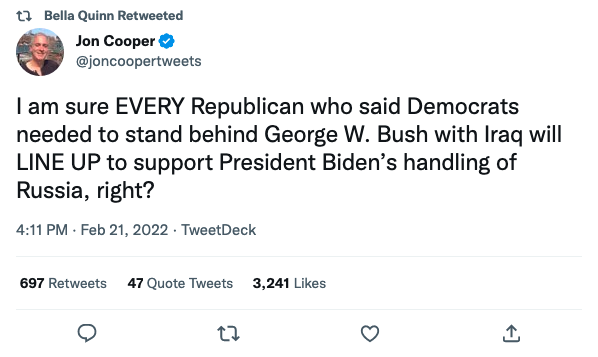 Bella Quinn Retweeted
Jon Cooper
@joncoopertweets
I am sure EVERY Republican who said Democrats
needed to stand behind George W. Bush with Iraq will
LINE UP to support President Biden’s handling of
Russia, right?
4:11 PM · Feb 21, 2022 · TweetDeck
697 Retweets 47 Quote Tweets 3,241 Likes